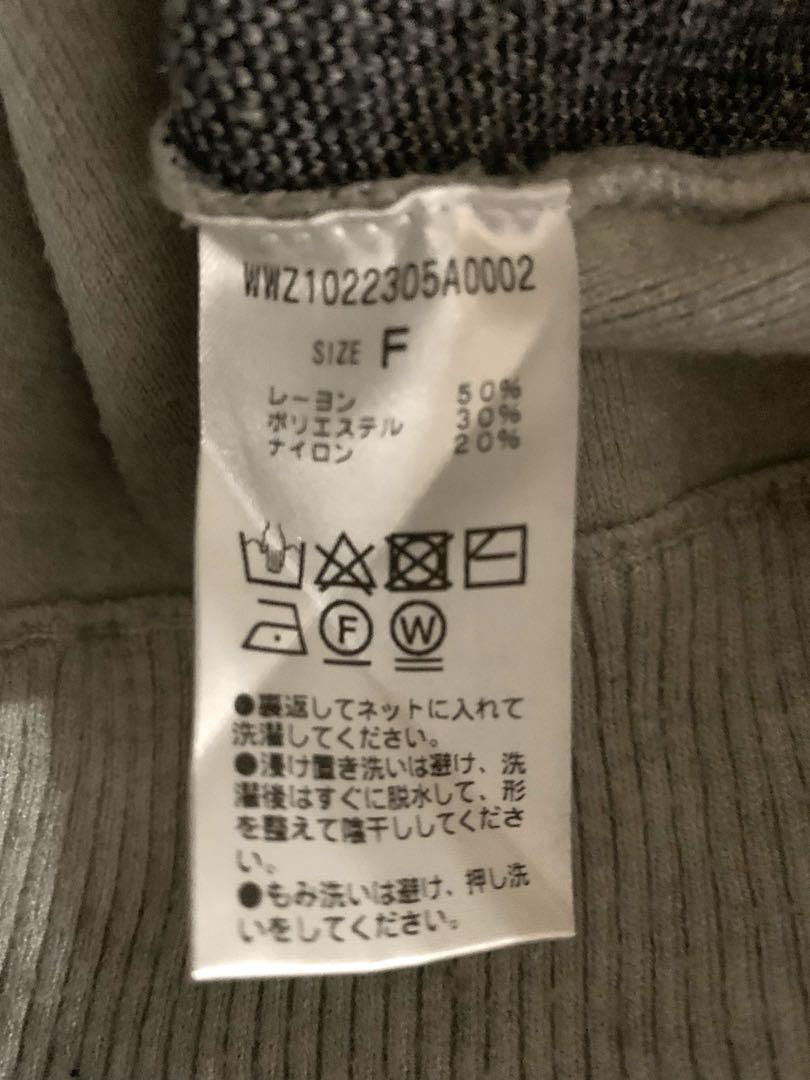 WWZ1022305A0002
SIZE F
レーヨン 50%
ポリエステル 30%
ナイロン 20%
F W
●裏返してネットに入れて
洗濯してください。
●浸け置き洗いは避け、洗
濯後はすぐに脱水して、形
を整えて陰干ししてくださ
い。
●もみ洗いは避け、押し洗
いをしてください。